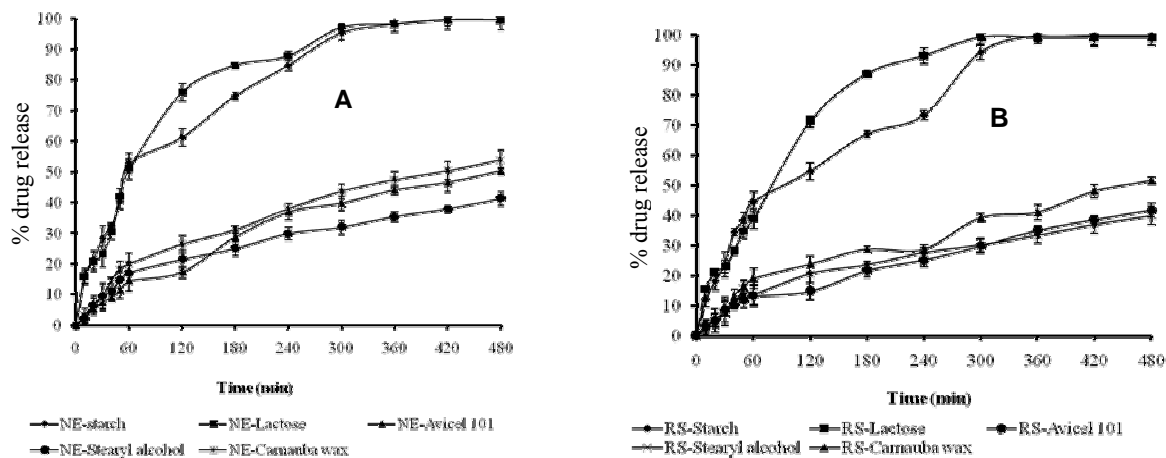 A
% drug release
100
90
80
70
60
50
40
30
20
10
0
0 60 120 180 240 300 360 420 480
Time (min)
NE-starch NE-Lactose NE-Avicel 101
NE-Stearyl alcohol NE-Carnauba wax
B
% drug release
100
90
80
70
60
50
40
30
20
10
0
0 60 120 180 240 300 360 420 480
Time (min)
RS-Starch RS-Lactose RS-Avicel 101
RS-Stearyl alcohol RS-Carnauba wax